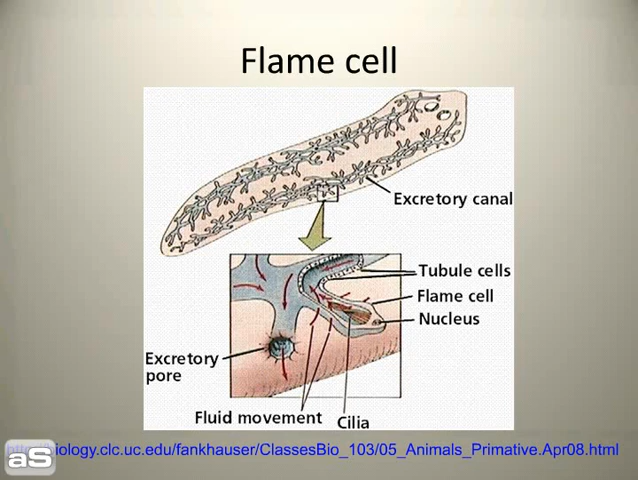 Flame cell
Excretory canal
Tubule cells
Flame cell
Nucleus
Excretory
pore
Fluid movement
Cilia
biology.clc.uc.edu/fankhauser/ClassesBio_103/05_Animals_Primative.Apr08.html
aS